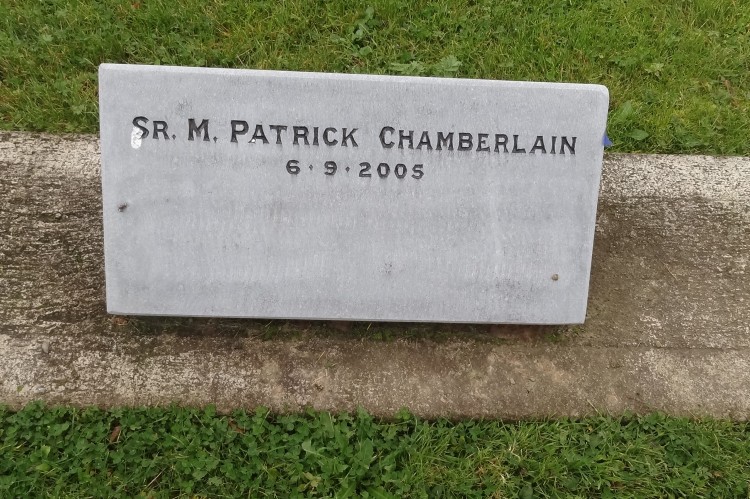 Sr. M. Patrick Chamberlain
6·9·2005